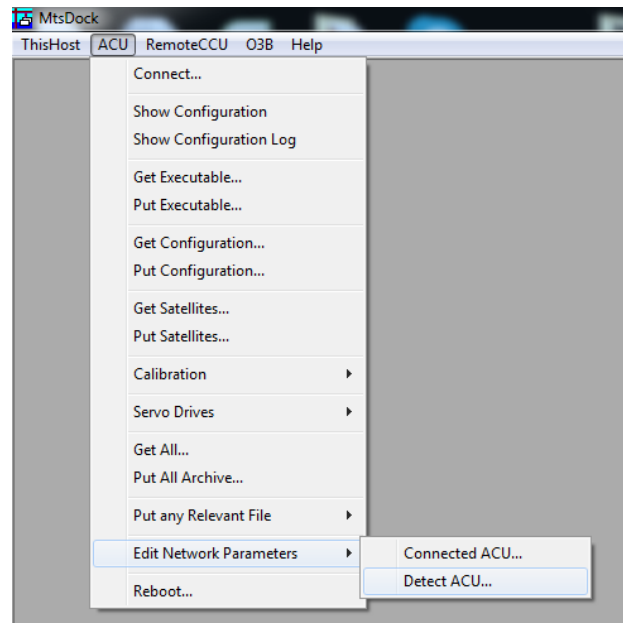 MtsDock
ThisHost ACU RemoteCCU O3B Help
Connect...
Show Configuration
Show Configuration Log
Get Executable...
Put Executable...
Get Configuration...
Put Configuration...
Get Satellites...
Put Satellites...
Calibration
Servo Drives
Get All...
Put All Archive...
Put any Relevant File
Edit Network Parameters
Connected ACU...
Detect ACU...
Reboot...